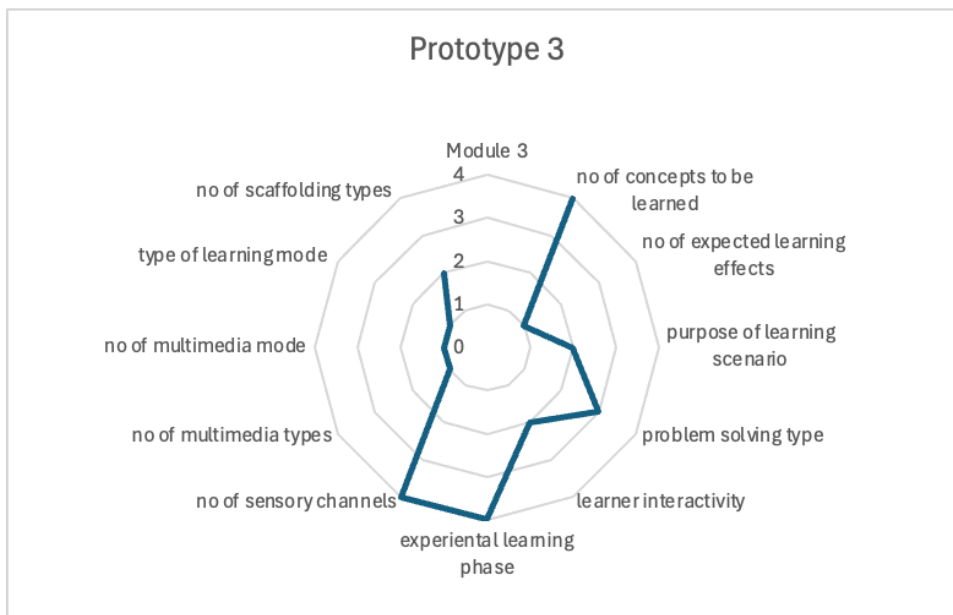 Prototype 3
Module 3
no of concepts to be
learned
no of expected learning
effects
purpose of learning
scenario
problem solving type
learner interactivity
experiental learning
phase
no of sensory channels
no of multimedia types
no of multimedia mode
type of learning mode
no of scaffolding types
4
3
2
1
0